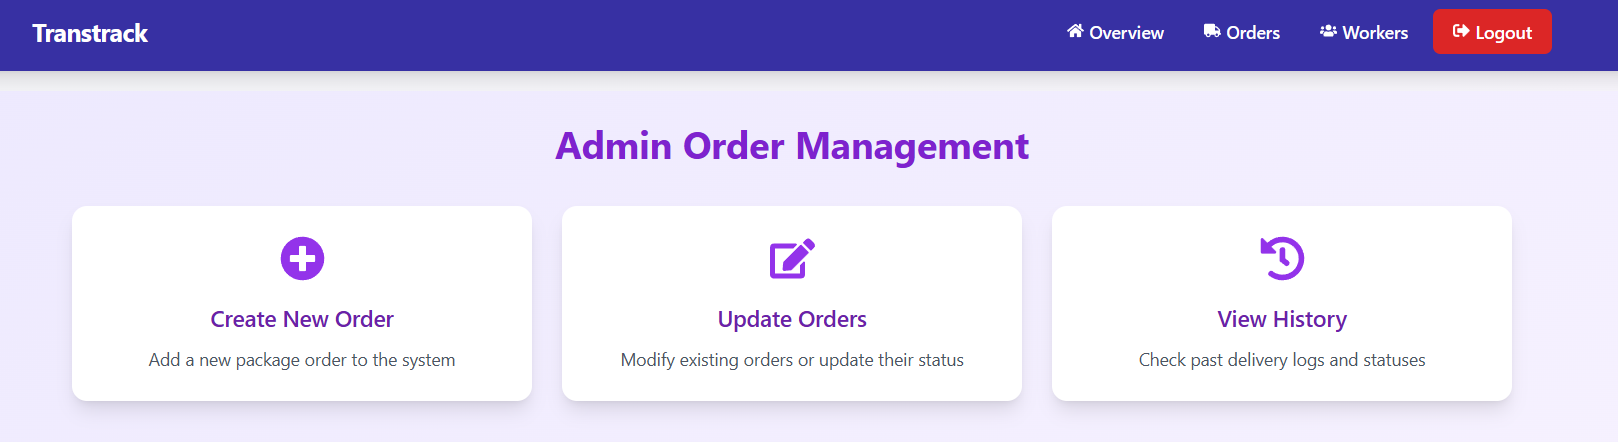 Transtrack
Overview
Orders
Workers
Logout
Admin Order Management
Create New Order
Add a new package order to the system
Update Orders
Modify existing orders or update their status
View History
Check past delivery logs and statuses